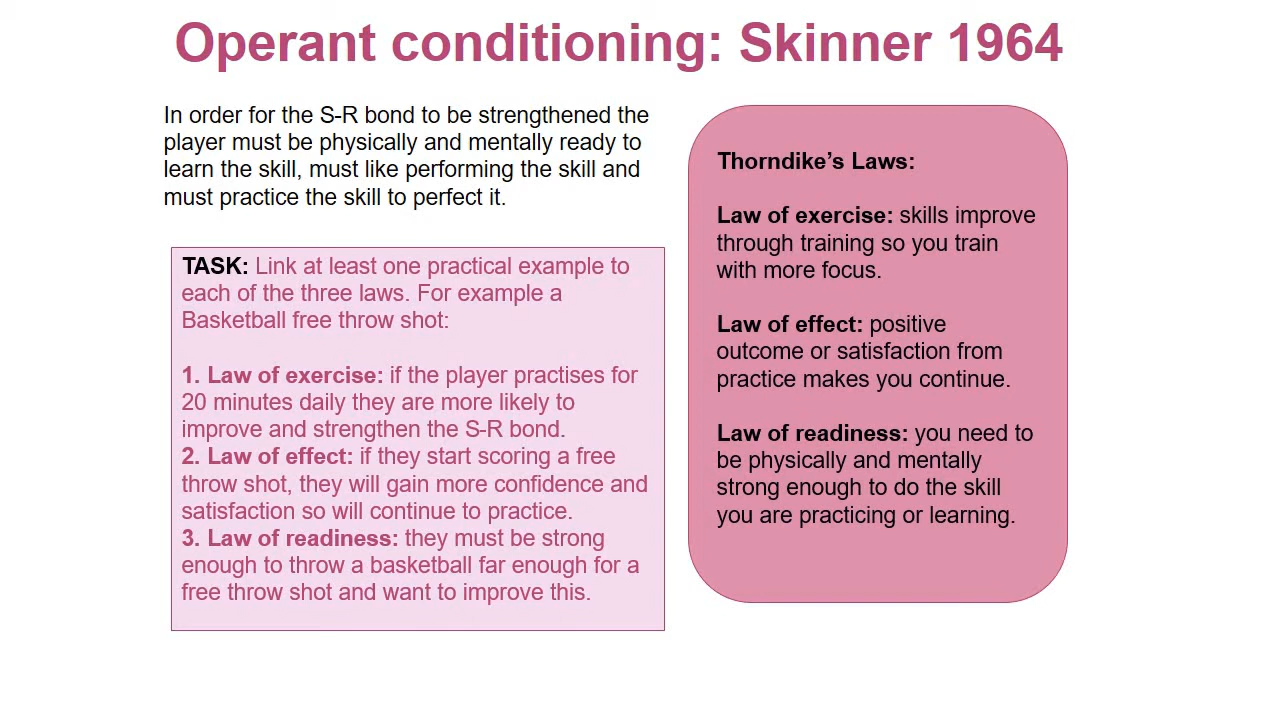 Operant conditioning: Skinner 1964
In order for the S-R bond to be strengthened the
player must be physically and mentally ready to
learn the skill, must like performing the skill and
must practice the skill to perfect it.
TASK: Link at least one practical example to
each of the three laws. For example a
Basketball free throw shot:
1. Law of exercise: if the player practises for
20 minutes daily they are more likely to
improve and strengthen the S-R bond.
2. Law of effect: if they start scoring a free
throw shot, they will gain more confidence and
satisfaction so will continue to practice.
3. Law of readiness: they must be strong
enough to throw a basketball far enough for a
free throw shot and want to improve this.
Thorndike’s Laws:
Law of exercise: skills improve
through training so you train
with more focus.
Law of effect: positive
outcome or satisfaction from
practice makes you continue.
Law of readiness: you need to
be physically and mentally
strong enough to do the skill
you are practicing or learning.